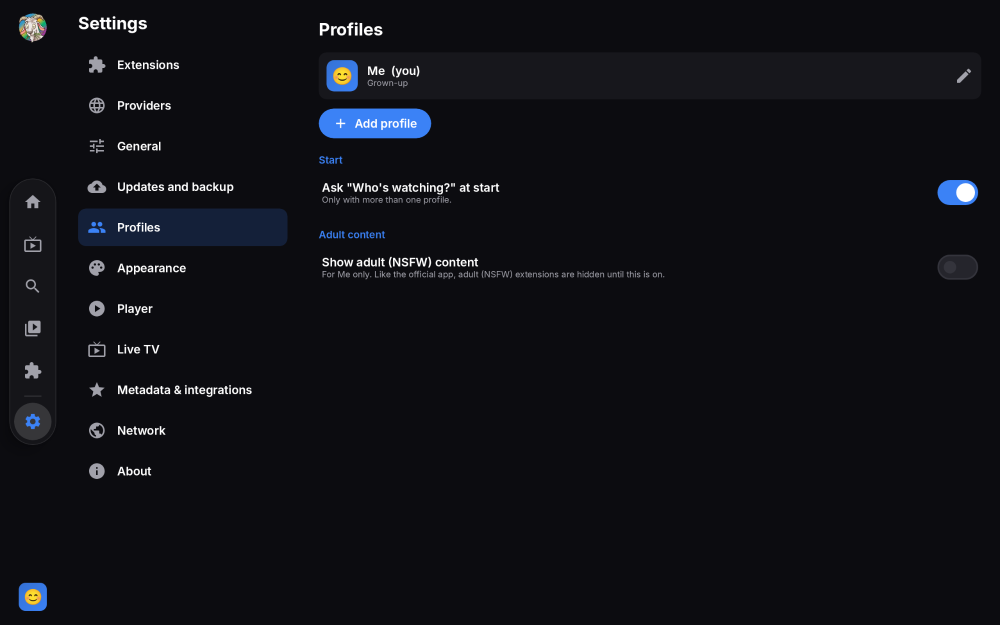 Settings
Extensions
Providers
General
Updates and backup
Profiles
Appearance
Player
Live TV
Metadata & integrations
Network
About
Profiles
Me (you)
Grown-up
Add profile
Start
Ask "Who's watching?" at start
Only with more than one profile.
Adult content
Show adult (NSFW) content
For Me only. Like the official app, adult (NSFW) extensions are hidden until this is on.